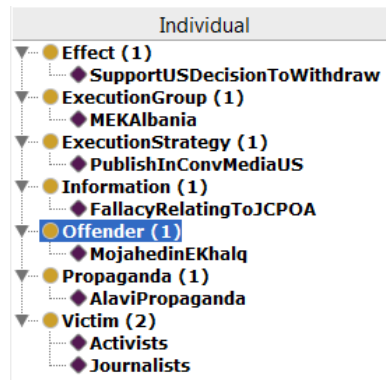 Individual
Effect (1)
SupportUSDecisionToWithdraw
ExecutionGroup (1)
MEKAlbania
ExecutionStrategy (1)
PublishInConvMediaUS
Information (1)
FallacyRelatingToJCPOA
Offender (1)
MojahedinEKhalq
Propaganda (1)
AlaviPropaganda
Victim (2)
Activists
Journalists